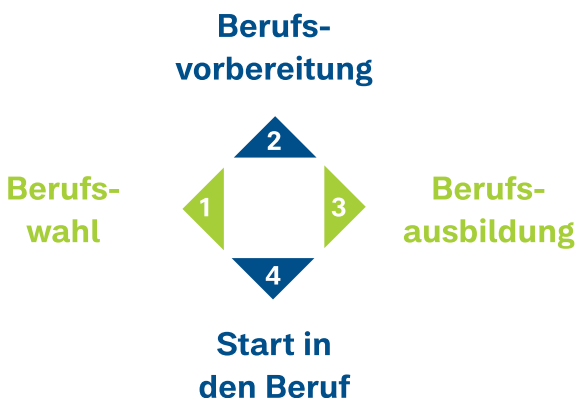 Berufs-
vorbereitung
2
Berufs-
wahl
1
3
Berufs-
ausbildung
4
Start in
den Beruf